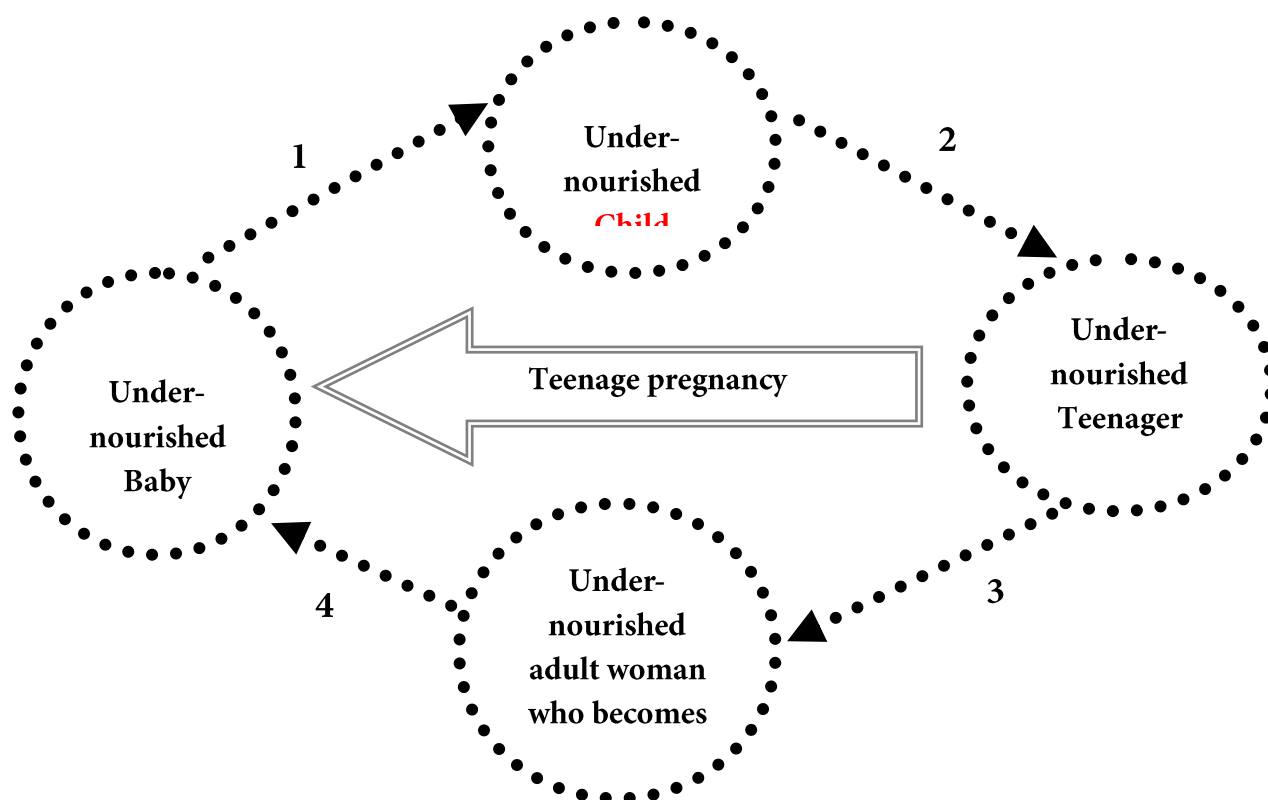 1
Under-
nourished
Child
2
Under-
nourished
Teenager
Teenage pregnancy
Under-
nourished
Baby
3
Under-
nourished
adult woman
who becomes
4